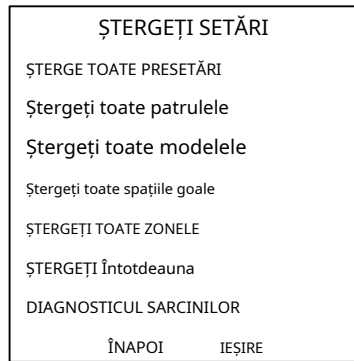 ȘTERGEȚI SETĂRI
ȘTERGE TOATE PRESETĂRI
Ștergeți toate patrulele
Ștergeți toate modelele
Ștergeți toate spațiile goale
ȘTERGEȚI TOATE ZONELE
ȘTERGEȚI Întotdeauna
DIAGNOSTICUL SARCINILOR
ÎNAPOI IEȘIRE